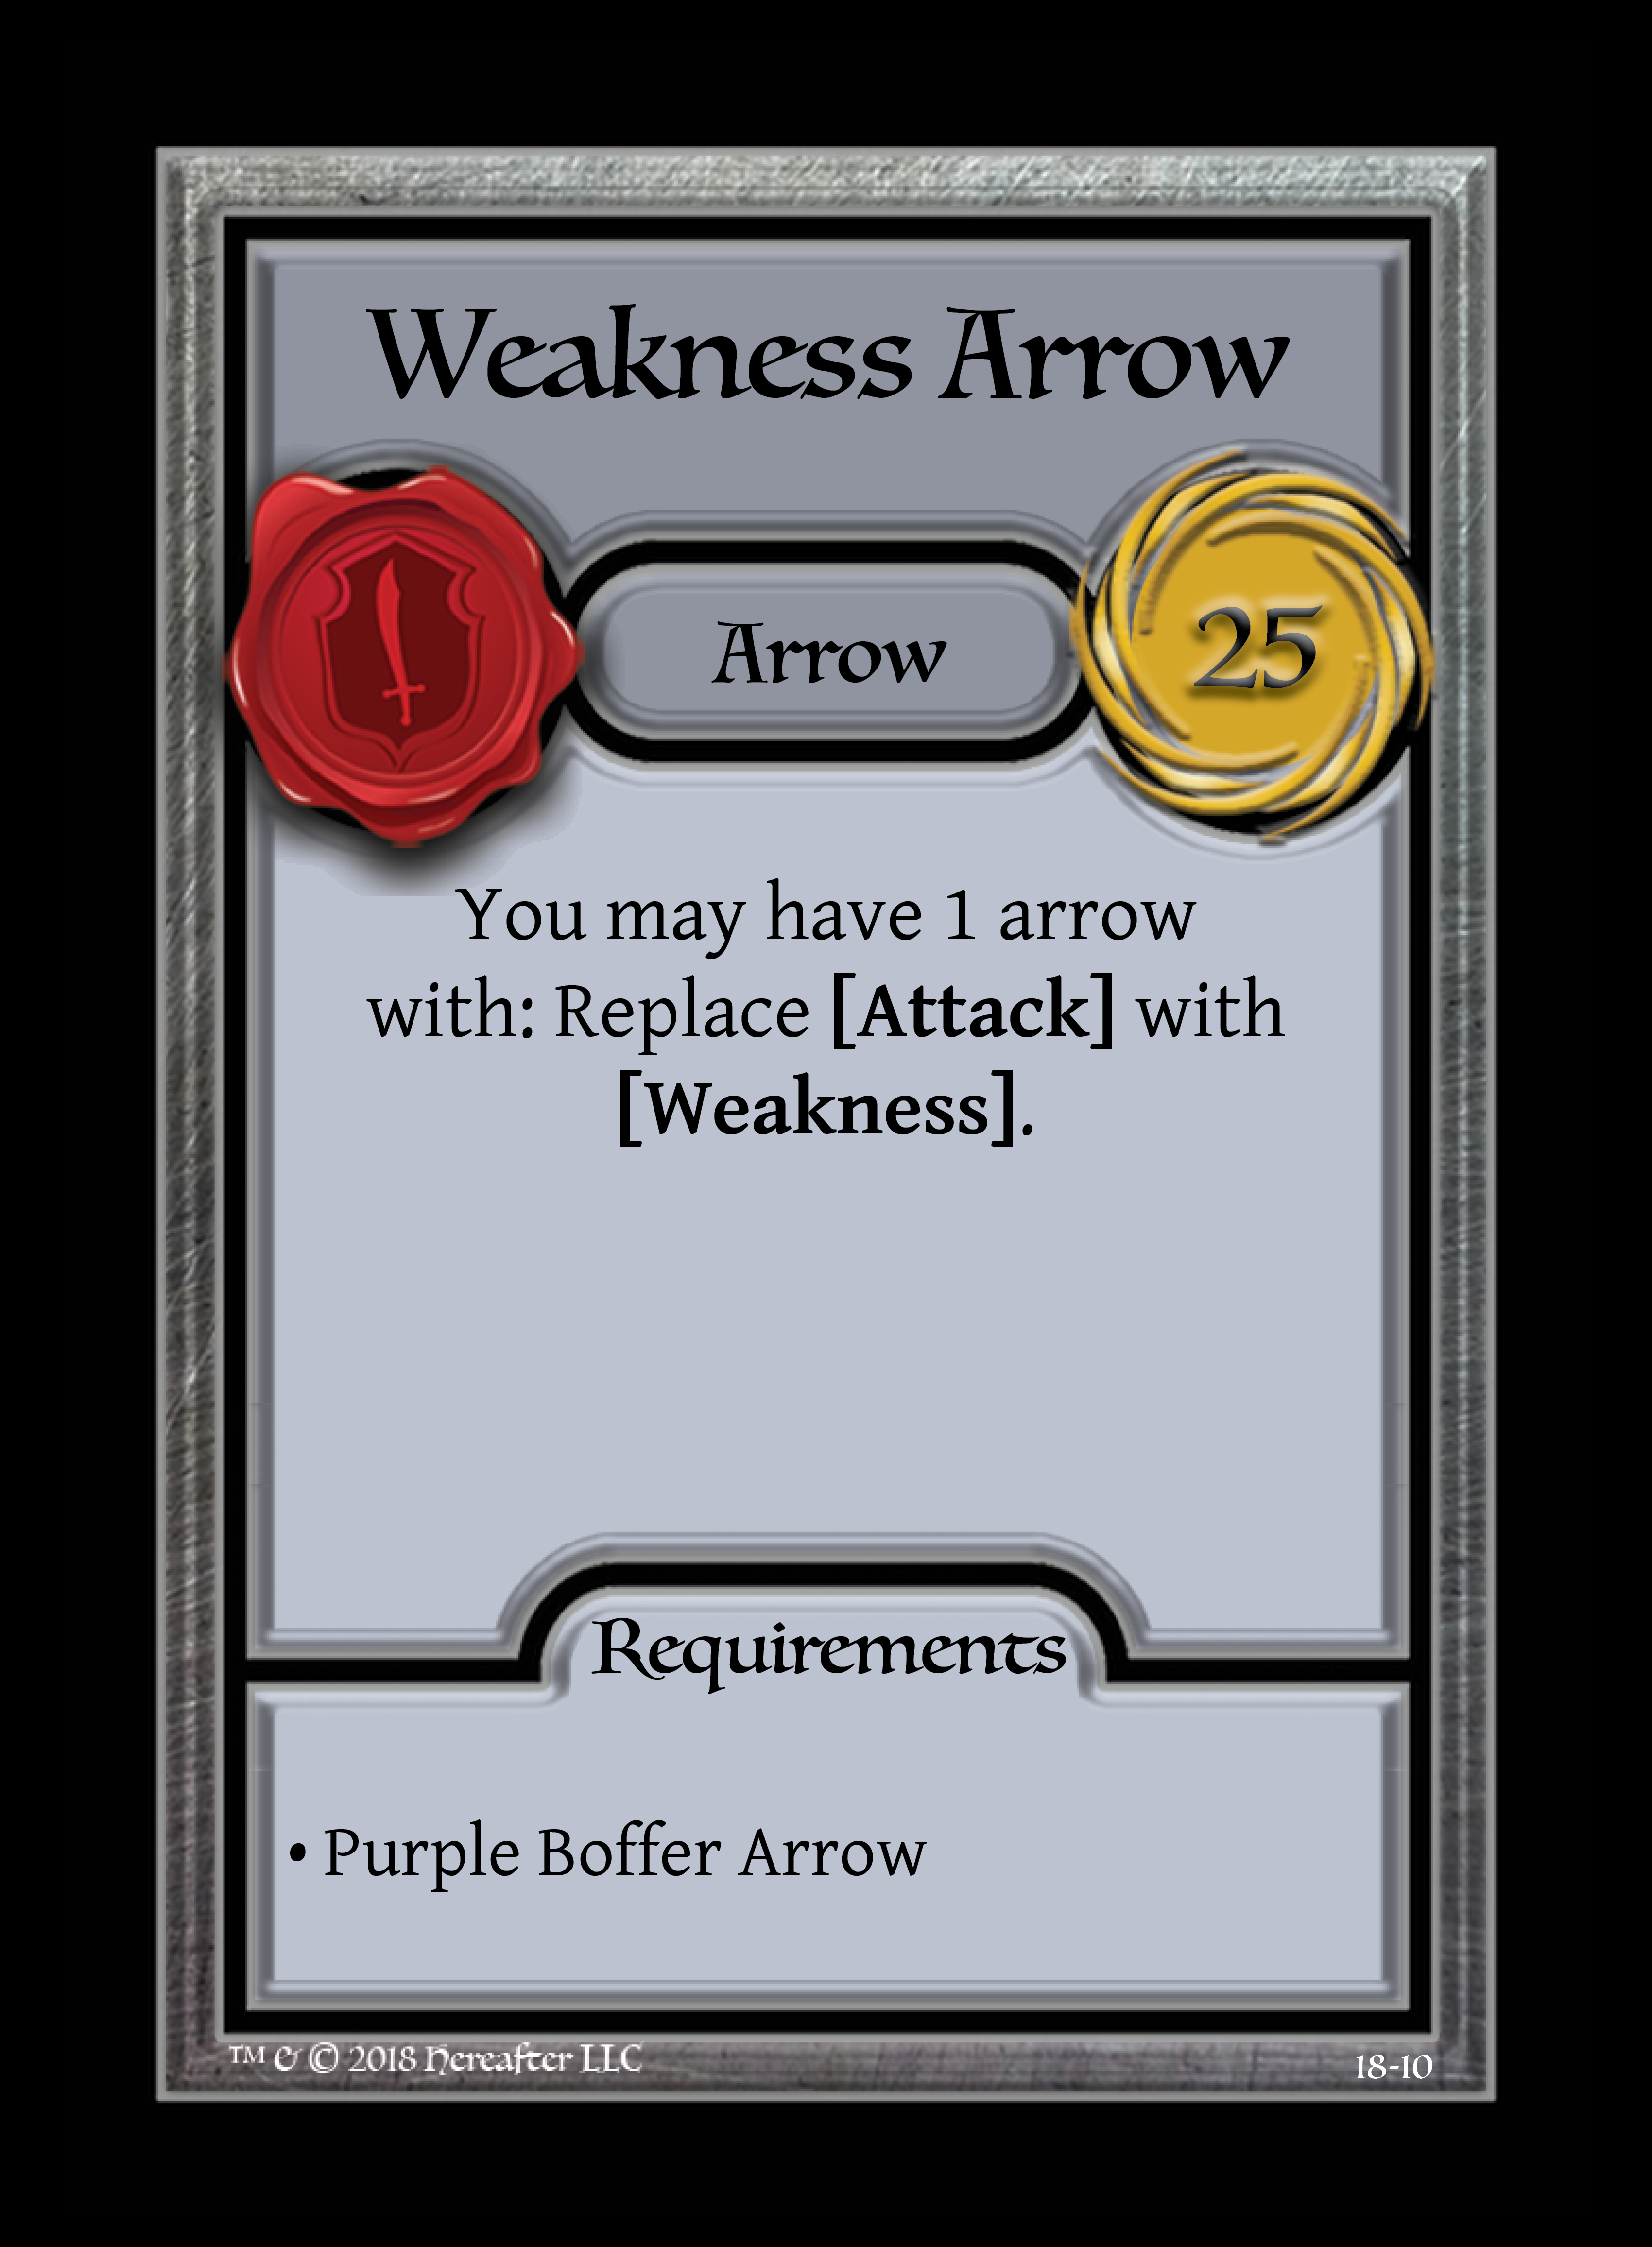 Weakness Arrow
Arrow
25
You may have 1 arrow
with: Replace [Attack] with
[Weakness].
Requirements
• Purple Boffer Arrow
™ & © 2018 Hereafter LLC
18-10